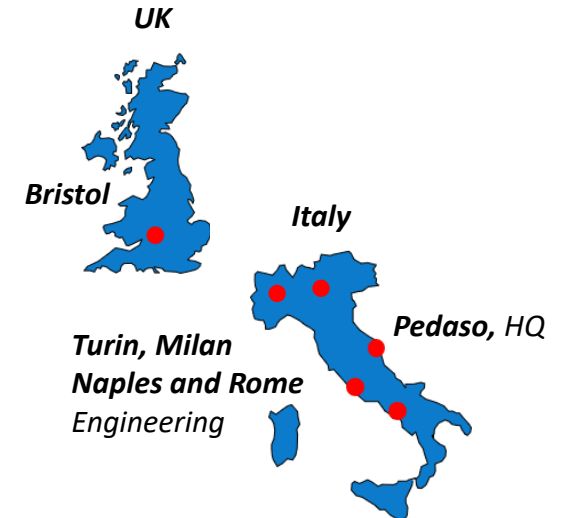 UK
Bristol
Italy
Pedaso, HQ
Turin, Milan
Naples and Rome
Engineering